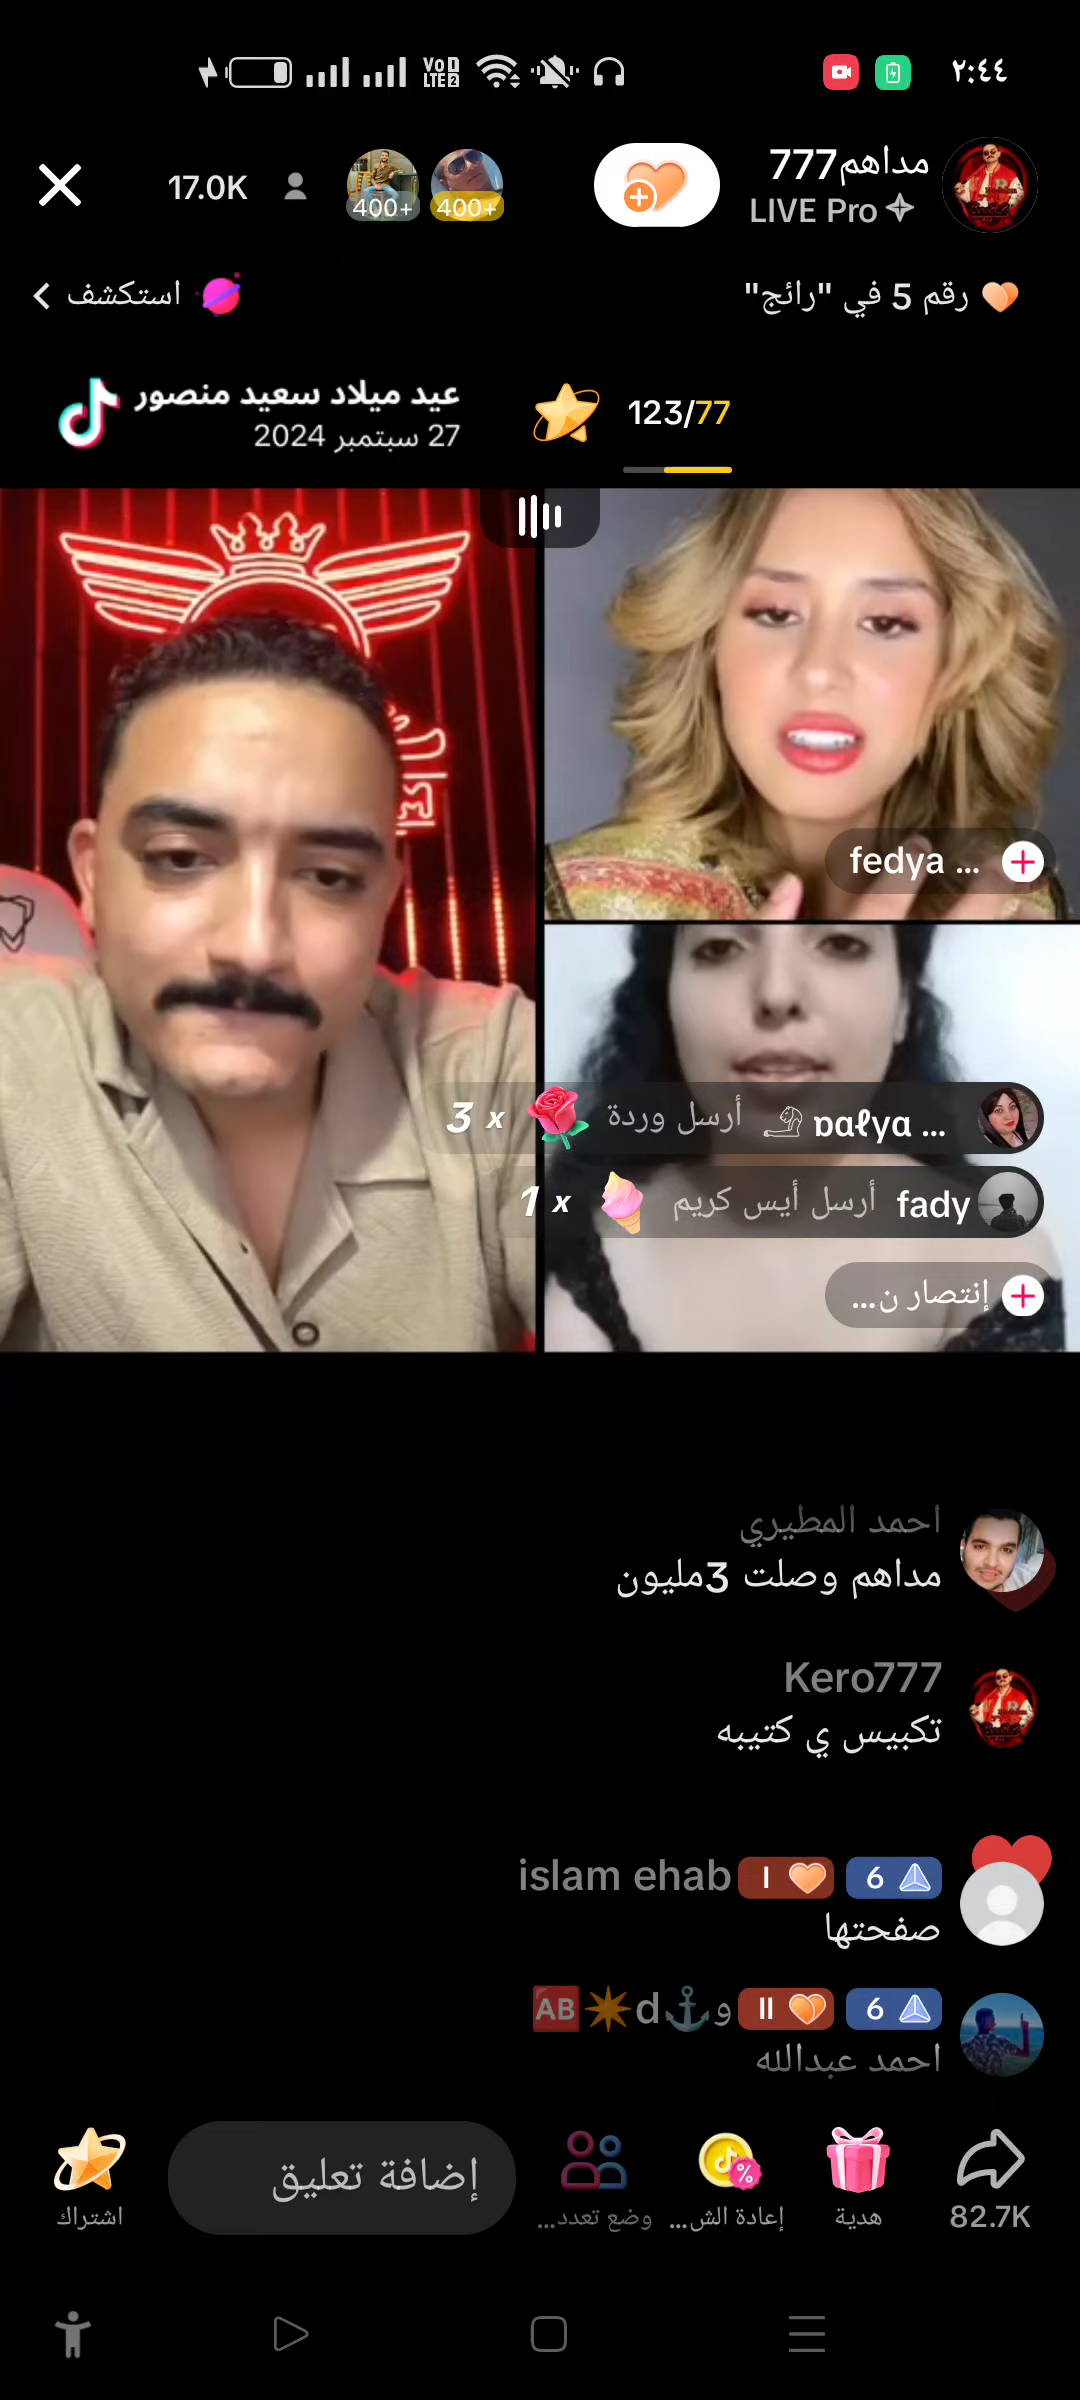 ٢:٤٤
VoLTE2
مداهم777
LIVE Pro
400+
400+
17.0K
رقم 5 في "رائج"
استكشف
123/77
عيد ميلاد سعيد منصور
27 سبتمبر 2024
fedya ...
ɒaℓya ... أرسل وردة x 3
fady أرسل أيس كريم x 1
إنتصار ن...
احمد المطيري
مداهم وصلت 3مليون
Kero777
تكبيس ي كتيبه
6 I islam ehab
صفحتها
6 II و⚓d✴️🆎
احمد عبدالله
82.7K
هدية
إعادة الش...
وضع تعدد...
إضافة تعليق
اشتراك